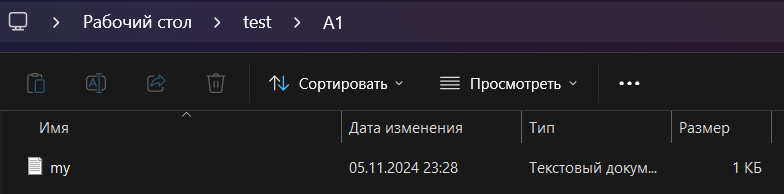 Рабочий стол > test > A1
Сортировать Просмотреть
Имя Дата изменения Тип Размер
my 05.11.2024 23:28 Текстовый докум... 1 КБ